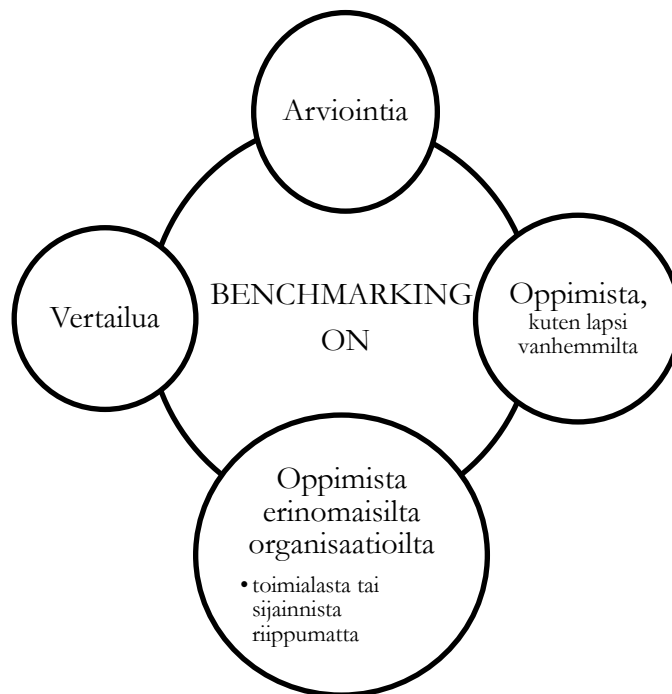 Arviointia
Vertailua
BENCHMARKING
ON
Oppimista,
kuten lapsi
vanhemmilta
Oppimista
erinomaisilta
organisaatioilta
• toimialasta tai
sijainnista
riippumatta